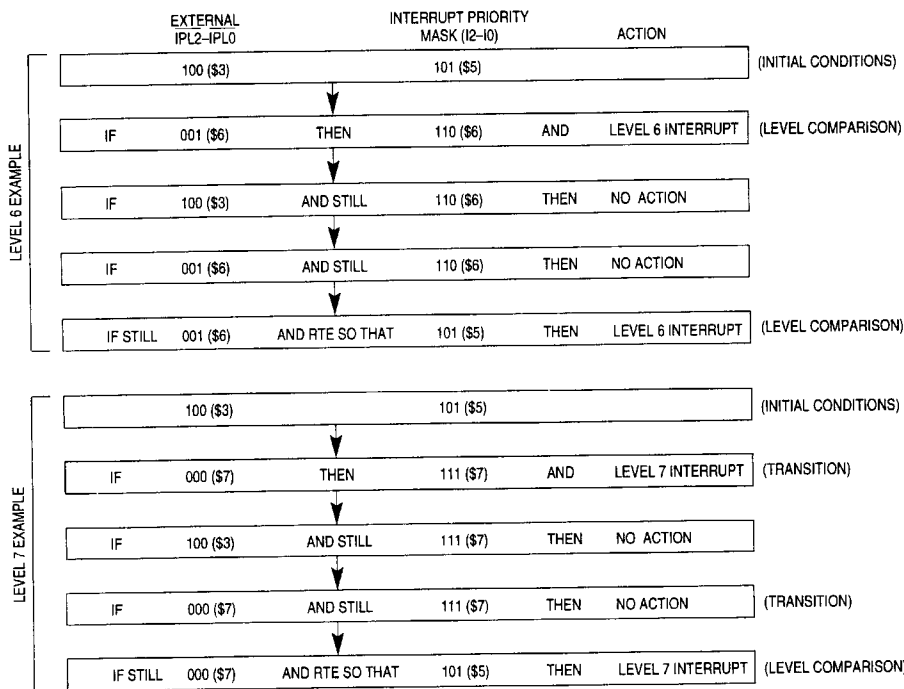 EXTERNAL INTERRUPT PRIORITY
IPL2–IPL0 MASK (I2–I0) ACTION
LEVEL 6 EXAMPLE
100 ($3) 101 ($5) (INITIAL CONDITIONS)
IF 001 ($6) THEN 110 ($6) AND LEVEL 6 INTERRUPT (LEVEL COMPARISON)
IF 100 ($3) AND STILL 110 ($6) THEN NO ACTION
IF 001 ($6) AND STILL 110 ($6) THEN NO ACTION
IF STILL 001 ($6) AND RTE SO THAT 101 ($5) THEN LEVEL 6 INTERRUPT (LEVEL COMPARISON)
LEVEL 7 EXAMPLE
100 ($3) 101 ($5) (INITIAL CONDITIONS)
IF 000 ($7) THEN 111 ($7) AND LEVEL 7 INTERRUPT (TRANSITION)
IF 100 ($3) AND STILL 111 ($7) THEN NO ACTION
IF 000 ($7) AND STILL 111 ($7) THEN NO ACTION (TRANSITION)
IF STILL 000 ($7) AND RTE SO THAT 101 ($5) THEN LEVEL 7 INTERRUPT (LEVEL COMPARISON)